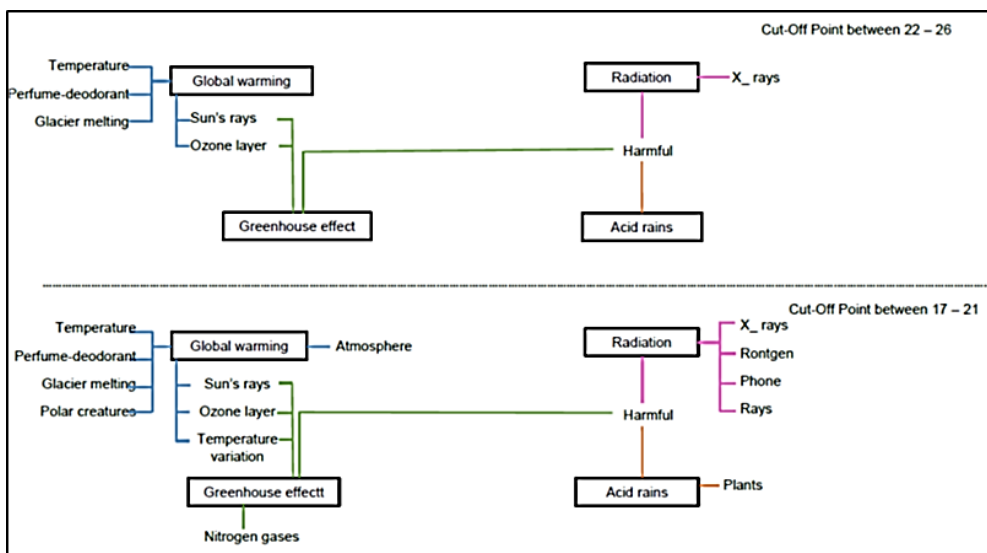 Cut-Off Point between 22 – 26
Temperature
Perfume-deodorant
Glacier melting
Global warming
Sun's rays
Ozone layer
Greenhouse effect
Radiation
X_ rays
Harmful
Acid rains
Cut-Off Point between 17 – 21
Temperature
Perfume-deodorant
Glacier melting
Polar creatures
Global warming
Atmosphere
Sun's rays
Ozone layer
Temperature
variation
Greenhouse effectt
Nitrogen gases
Radiation
X_ rays
Rontgen
Phone
Rays
Harmful
Acid rains
Plants